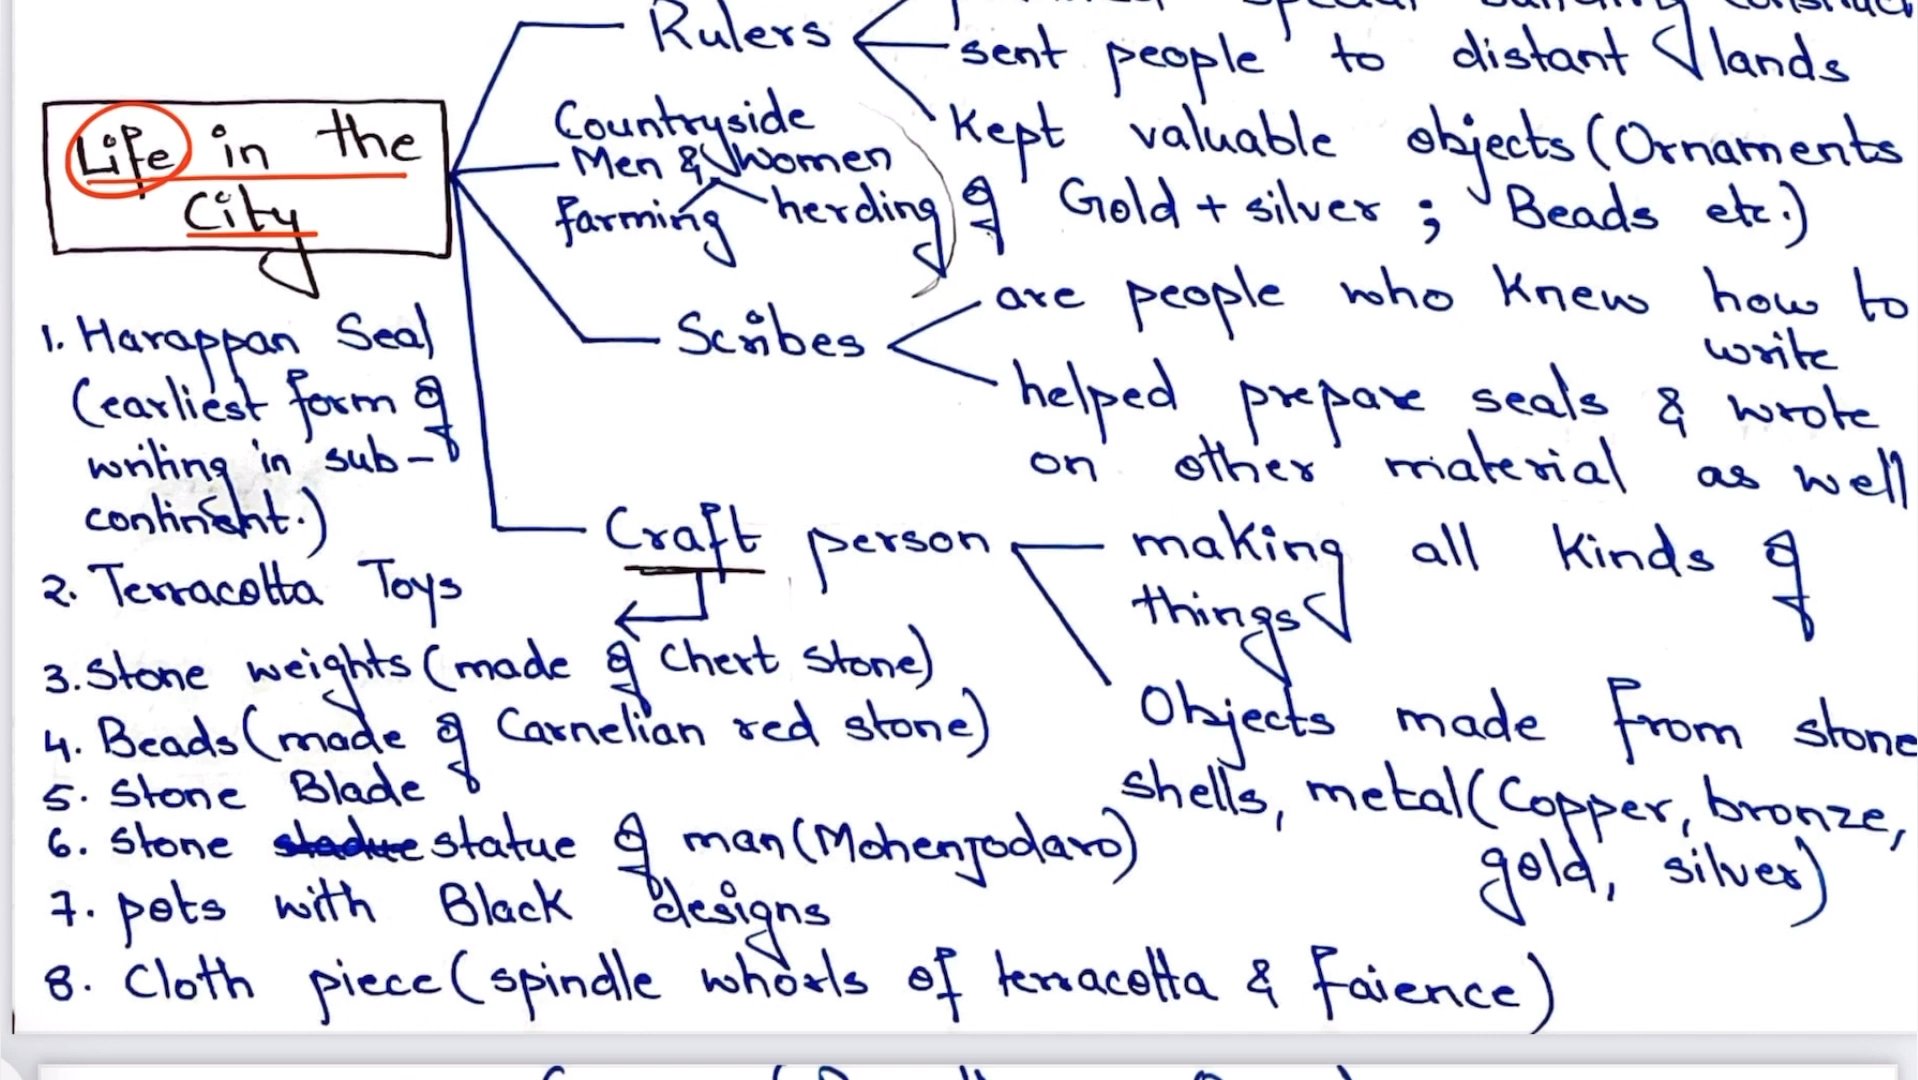 Rulers
special building construct
sent people to distant lands
Kept valuable objects (Ornaments
of Gold + silver ; Beads etc.)
Life in the
City
Countryside
Men & Women
farming herding
Scribes
are people who knew how to
write
helped prepare seals & wrote
on other material as well
Craft person
making all kinds of
things
Objects made from stone
shells, metal (Copper, bronze,
gold, silver)
1. Harappan Seal
(earliest form of
writing in sub-
continent.)
2. Terracotta Toys
3. Stone weights (made of Chert stone)
4. Beads (made of Carnelian red stone)
5. Stone Blade
6. Stone statue of man (Mohenjodaro)
7. pots with Black designs
8. Cloth piece (spindle whorls of terracotta & Faience)